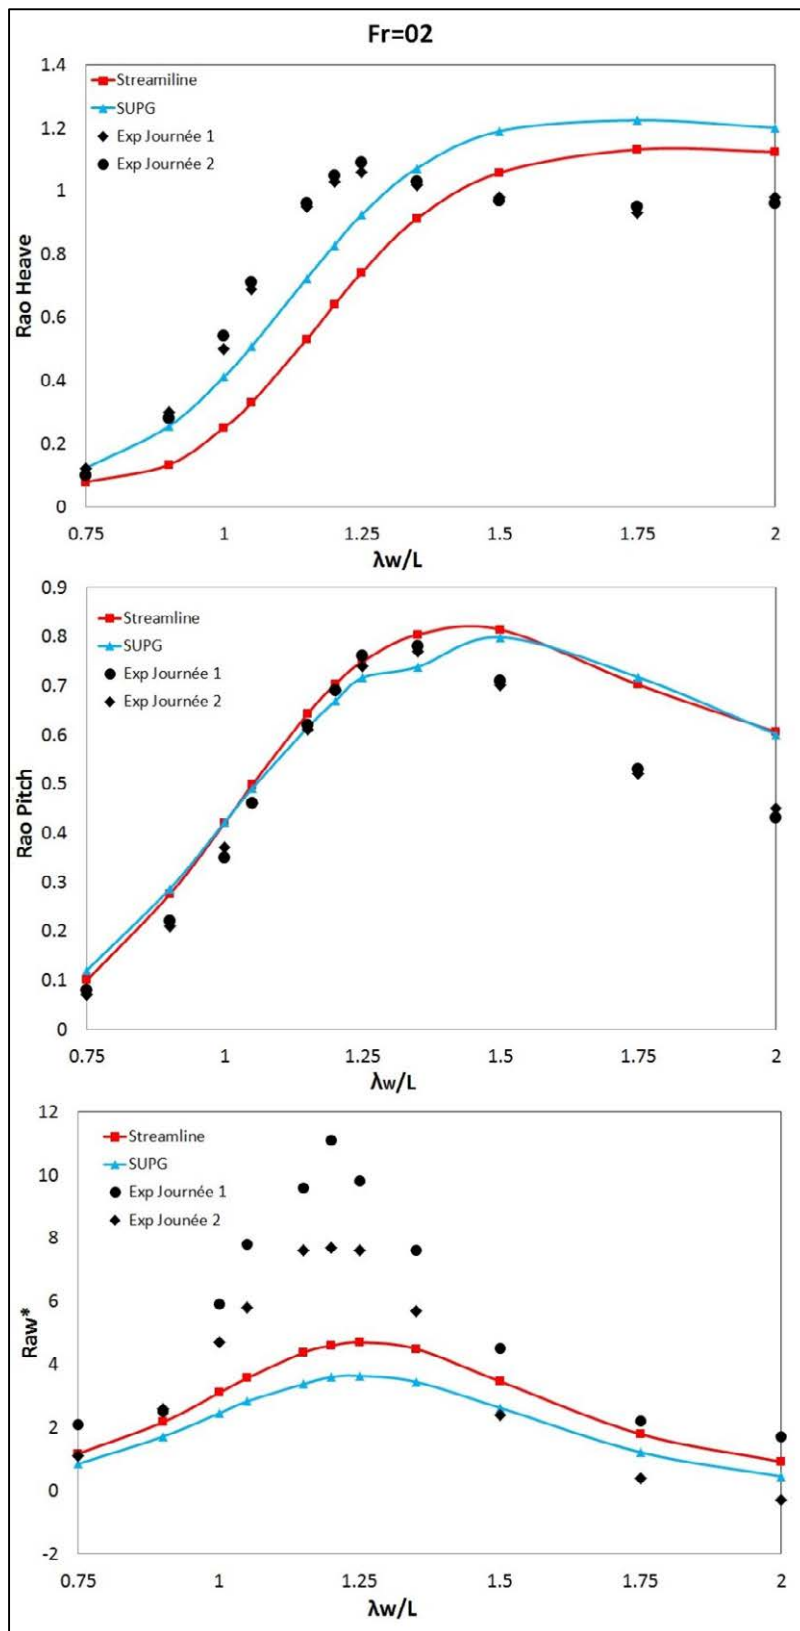 Fr=02
1.4
1.2
1
0.8
0.6
0.4
0.2
0
Rao Heave
Streamiline
SUPG
Exp Journée 1
Exp Journée 2
0.75 1 1.25 1.5 1.75 2
λw/L
0.9
0.8
0.7
0.6
0.5
0.4
0.3
0.2
0.1
0
Rao Pitch
Streamline
SUPG
Exp Journée 1
Exp Journée 2
0.75 1 1.25 1.5 1.75 2
λw/L
12
10
8
6
4
2
0
-2
Raw*
Streamline
SUPG
Exp Journée 1
Exp Jounée 2
0.75 1 1.25 1.5 1.75 2
λw/L